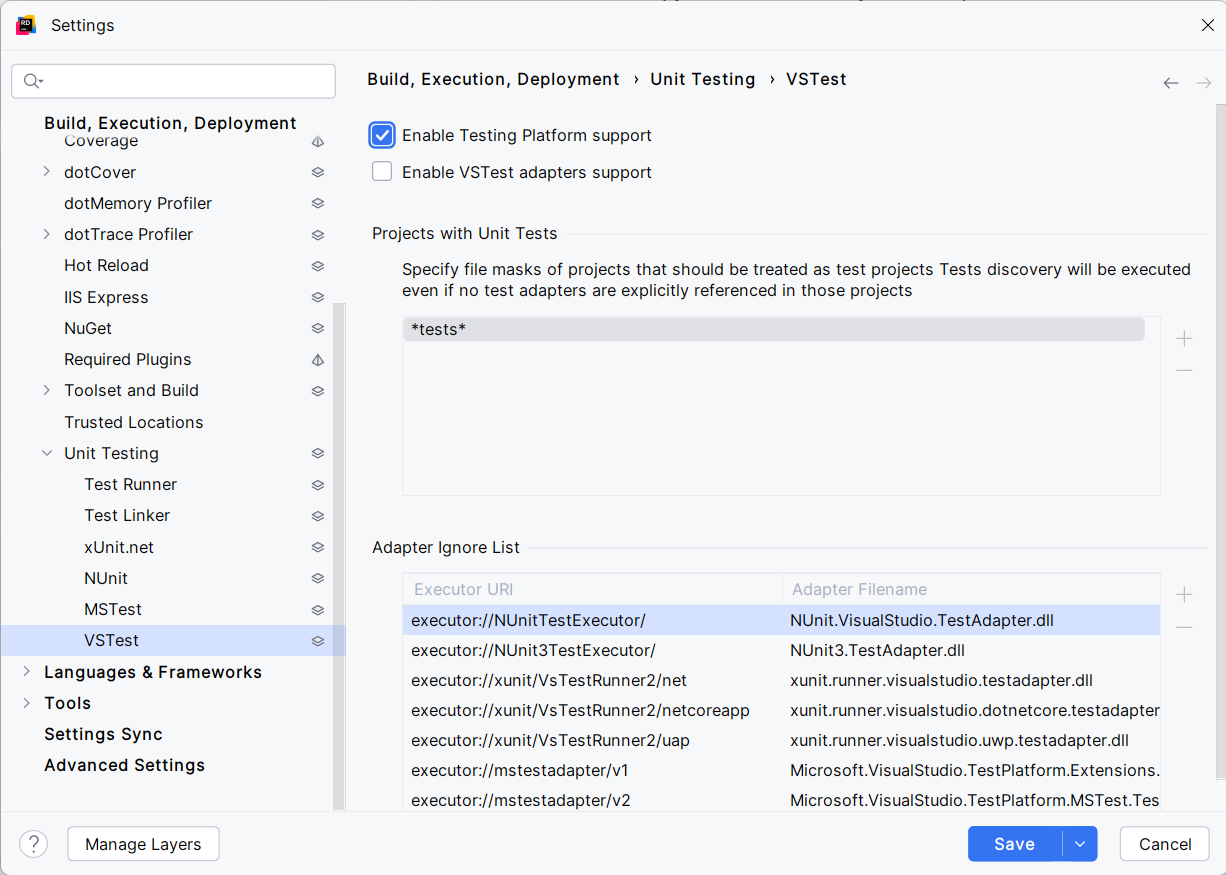 Settings
Build, Execution, Deployment › Unit Testing › VSTest
Build, Execution, Deployment
Coverage
dotCover
dotMemory Profiler
dotTrace Profiler
Hot Reload
IIS Express
NuGet
Required Plugins
Toolset and Build
Trusted Locations
Unit Testing
Test Runner
Test Linker
xUnit.net
NUnit
MSTest
VSTest
Languages & Frameworks
Tools
Settings Sync
Advanced Settings
Enable Testing Platform support
Enable VSTest adapters support
Projects with Unit Tests
Specify file masks of projects that should be treated as test projects Tests discovery will be executed
even if no test adapters are explicitly referenced in those projects
*tests*
Adapter Ignore List
Executor URI Adapter Filename
executor://NUnitTestExecutor/ NUnit.VisualStudio.TestAdapter.dll
executor://NUnit3TestExecutor/ NUnit3.TestAdapter.dll
executor://xunit/VsTestRunner2/net xunit.runner.visualstudio.testadapter.dll
executor://xunit/VsTestRunner2/netcoreapp xunit.runner.visualstudio.dotnetcore.testadapter
executor://xunit/VsTestRunner2/uap xunit.runner.visualstudio.uwp.testadapter.dll
executor://mstestadapter/v1 Microsoft.VisualStudio.TestPlatform.Extensions.
executor://mstestadapter/v2 Microsoft.VisualStudio.TestPlatform.MSTest.Tes
? Manage Layers Save Cancel